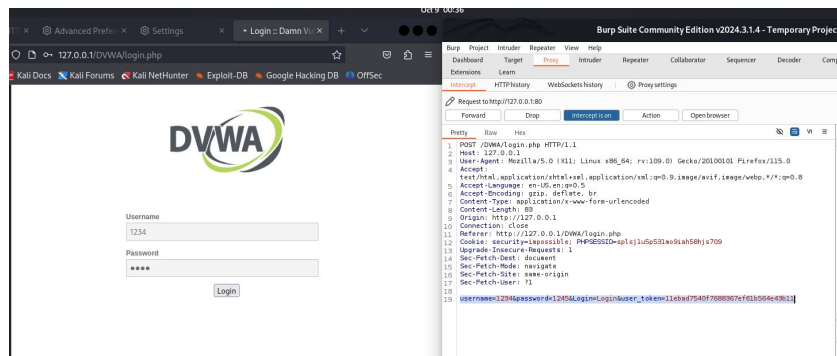 Oct 9 00:36
Advanced Prefer
Settings
Login :: Damn Vu
127.0.0.1/DVWA/login.php
Kali Docs Kali Forums Kali NetHunter Exploit-DB Google Hacking DB OffSec
DVWA
Username
1234
Password
Login
Burp Suite Community Edition v2024.3.1.4 - Temporary Projec
Burp Project Intruder Repeater View Help
Dashboard Target Proxy Intruder Repeater Collaborator Sequencer Decoder Comp
Extensions Learn
Intercept HTTP history WebSockets history Proxy settings
Request to http://127.0.0.1:80
Forward Drop Intercept is on Action Open browser
Pretty Raw Hex
1 POST /DVWA/login.php HTTP/1.1
2 Host: 127.0.0.1
3 User-Agent: Mozilla/5.0 (X11; Linux x86_64; rv:109.0) Gecko/20100101 Firefox/115.0
4 Accept:
text/html,application/xhtml+xml,application/xml;q=0.9,image/avif,image/webp,*/*;q=0.8
5 Accept-Language: en-US,en;q=0.5
6 Accept-Encoding: gzip, deflate, br
7 Content-Type: application/x-www-form-urlencoded
8 Content-Length: 83
9 Origin: http://127.0.0.1
10 Connection: close
11 Referer: http://127.0.0.1/DVWA/login.php
12 Cookie: security=impossible; PHPSESSID=splsj1u5p531mo9iah58hjs709
13 Upgrade-Insecure-Requests: 1
14 Sec-Fetch-Dest: document
15 Sec-Fetch-Mode: navigate
16 Sec-Fetch-Site: same-origin
17 Sec-Fetch-User: ?1
18
19 username=1234&password=1245&Login=Login&user_token=11ebad7540f7688367ef61b564e43b11